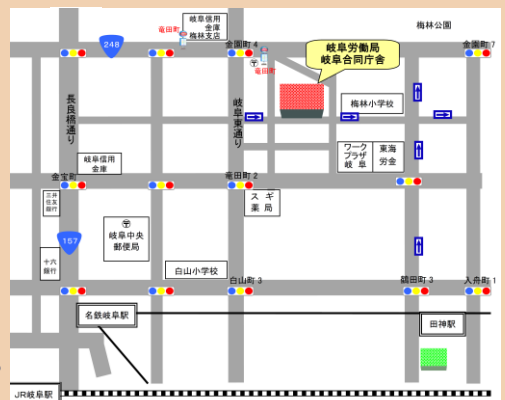 岐阜信用
金庫
梅林支店
梅林公園
竜田町
248
金園町4
金園町7
〒
竜田町
岐阜労働局
岐阜合同庁舎
長良橋通り
岐阜東通り
梅林小学校
岐阜信用
金庫
ワーク
プラザ
岐阜
東海
労金
金宝町
竜田町2
三井
住友
銀行
スギ
薬局
〒
岐阜中央
郵便局
157
十六
銀行
白山小学校
白山町3
鶴田町3
入舟町1
名鉄岐阜駅
田神駅
JR岐阜駅